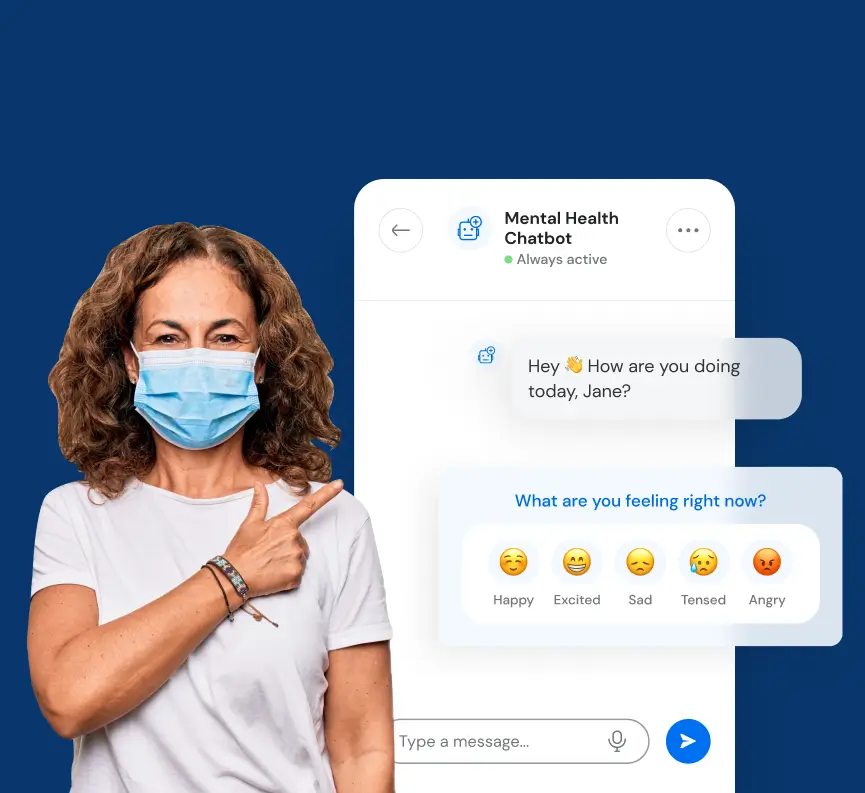 Mental Health
Chatbot
Always active
Hey 👋 How are you doing
today, Jane?
What are you feeling right now?
Happy Excited Sad Tensed Angry
Type a message...